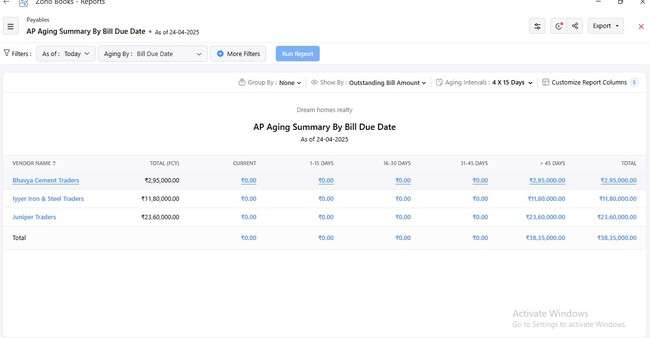 Zoho Books - Reports
Payables
AP Aging Summary By Bill Due Date • As of 24-04-2025
Export
Filters : As of : Today Aging By : Bill Due Date More Filters Run Report
Group By : None Show By : Outstanding Bill Amount Aging Intervals : 4 X 15 Days Customize Report Columns
Dream homes realty
AP Aging Summary By Bill Due Date
As of 24-04-2025
VENDOR NAME TOTAL (FCY) CURRENT 1-15 DAYS 16-30 DAYS 31-45 DAYS > 45 DAYS TOTAL
Bhavya Cement Traders ₹2,95,000.00 ₹0.00 ₹0.00 ₹0.00 ₹0.00 ₹2,95,000.00 ₹2,95,000.00
Iyyer Iron & Steel Traders ₹11,80,000.00 ₹0.00 ₹0.00 ₹0.00 ₹0.00 ₹11,80,000.00 ₹11,80,000.00
Juniper Traders ₹23,60,000.00 ₹0.00 ₹0.00 ₹0.00 ₹0.00 ₹23,60,000.00 ₹23,60,000.00
Total ₹0.00 ₹0.00 ₹0.00 ₹0.00 ₹38,35,000.00 ₹38,35,000.00
Activate Windows
Go to Settings to activate Windows.